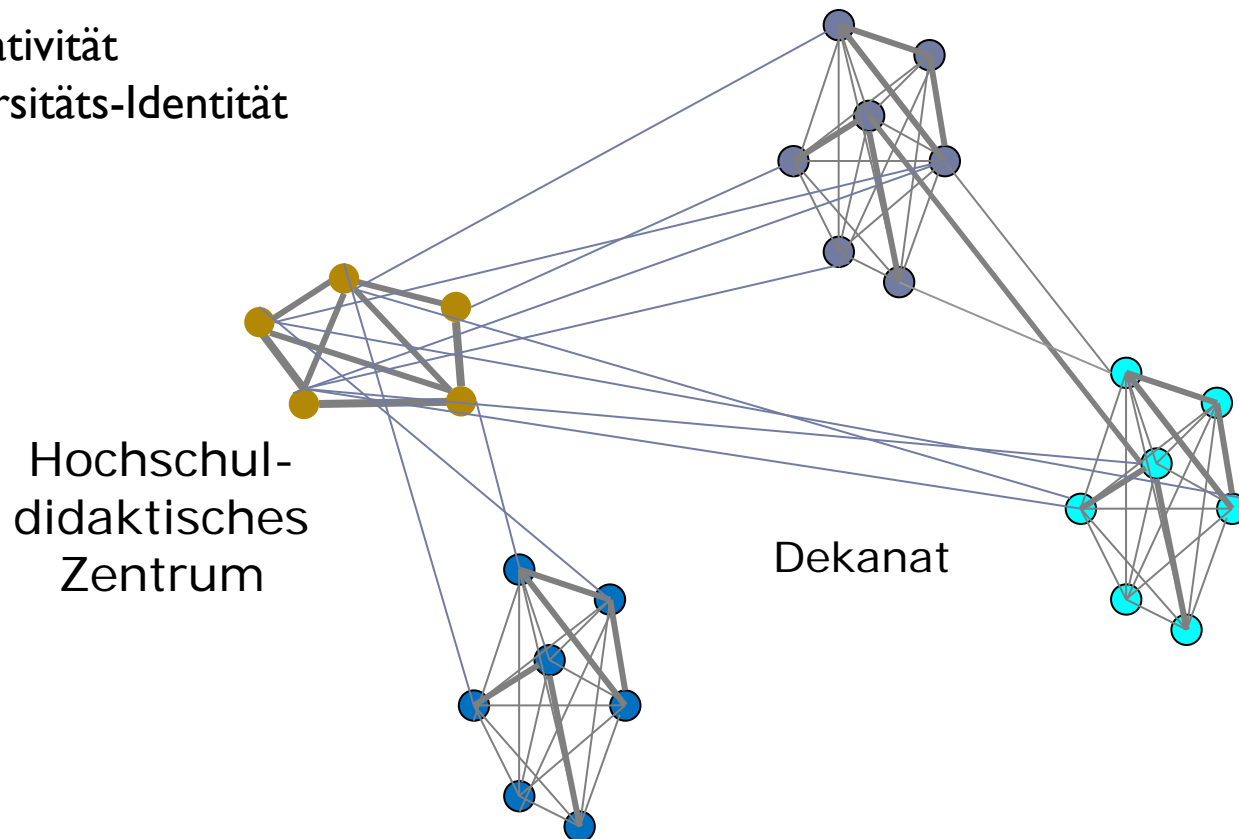 ativität
rsitäts-Identität
Hochschul-
didaktisches
Zentrum
Dekanat